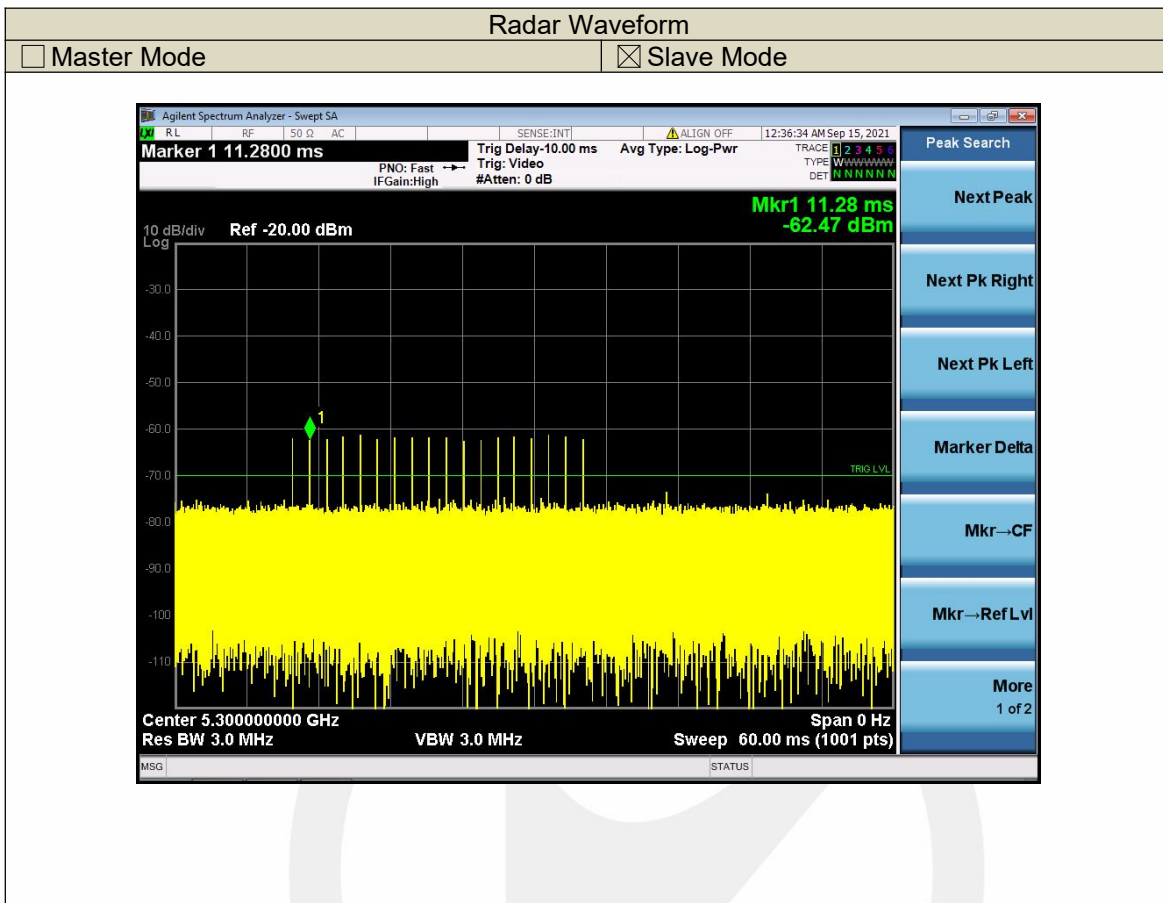 Radar Waveform
☐ Master Mode ☒ Slave Mode
Agilent Spectrum Analyzer - Swept SA
LXI RL RF 50 Ω AC SENSE:INT ALIGN OFF 12:36:34 AM Sep 15, 2021
Marker 1 11.2800 ms
PNO: Fast
IFGain:High
Trig Delay-10.00 ms
Trig: Video
#Atten: 0 dB
Avg Type: Log-Pwr
TRACE 1 2 3 4 5 6
TYPE WWWWWW
DET N N N N N N
Peak Search
Mkr1 11.28 ms
-62.47 dBm
10 dB/div Ref -20.00 dBm
Log
-30.0
-40.0
-50.0
-60.0
-70.0
-80.0
-90.0
-100
-110
1
TRIG LVL
Next Peak
Next Pk Right
Next Pk Left
Marker Delta
Mkr→CF
Mkr→Ref Lvl
More
1 of 2
Center 5.300000000 GHz Span 0 Hz
Res BW 3.0 MHz VBW 3.0 MHz Sweep 60.00 ms (1001 pts)
MSG STATUS